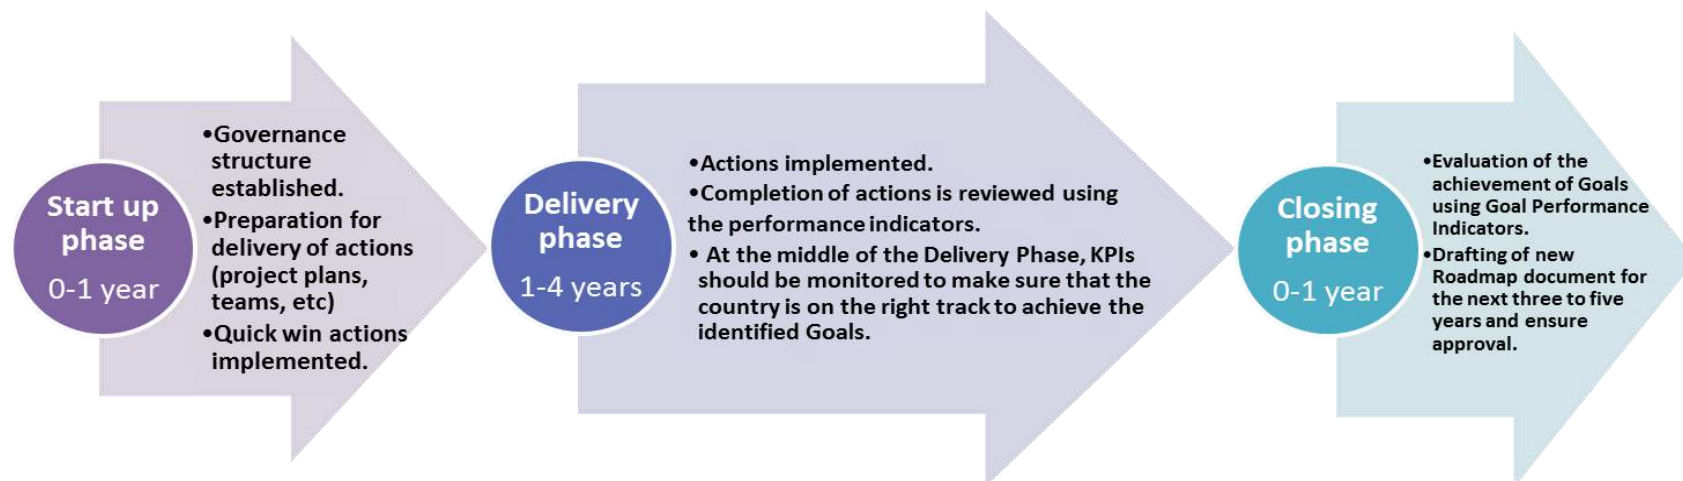 Start up
phase
0-1 year
•Governance
structure
established.
•Preparation for
delivery of actions
(project plans,
teams, etc)
•Quick win actions
implemented.
Delivery
phase
1-4 years
•Actions implemented.
•Completion of actions is reviewed using
the performance indicators.
• At the middle of the Delivery Phase, KPIs
should be monitored to make sure that the
country is on the right track to achieve the
identified Goals.
Closing
phase
0-1 year
•Evaluation of the
achievement of Goals
using Goal Performance
Indicators.
•Drafting of new
Roadmap document for
the next three to five
years and ensure
approval.